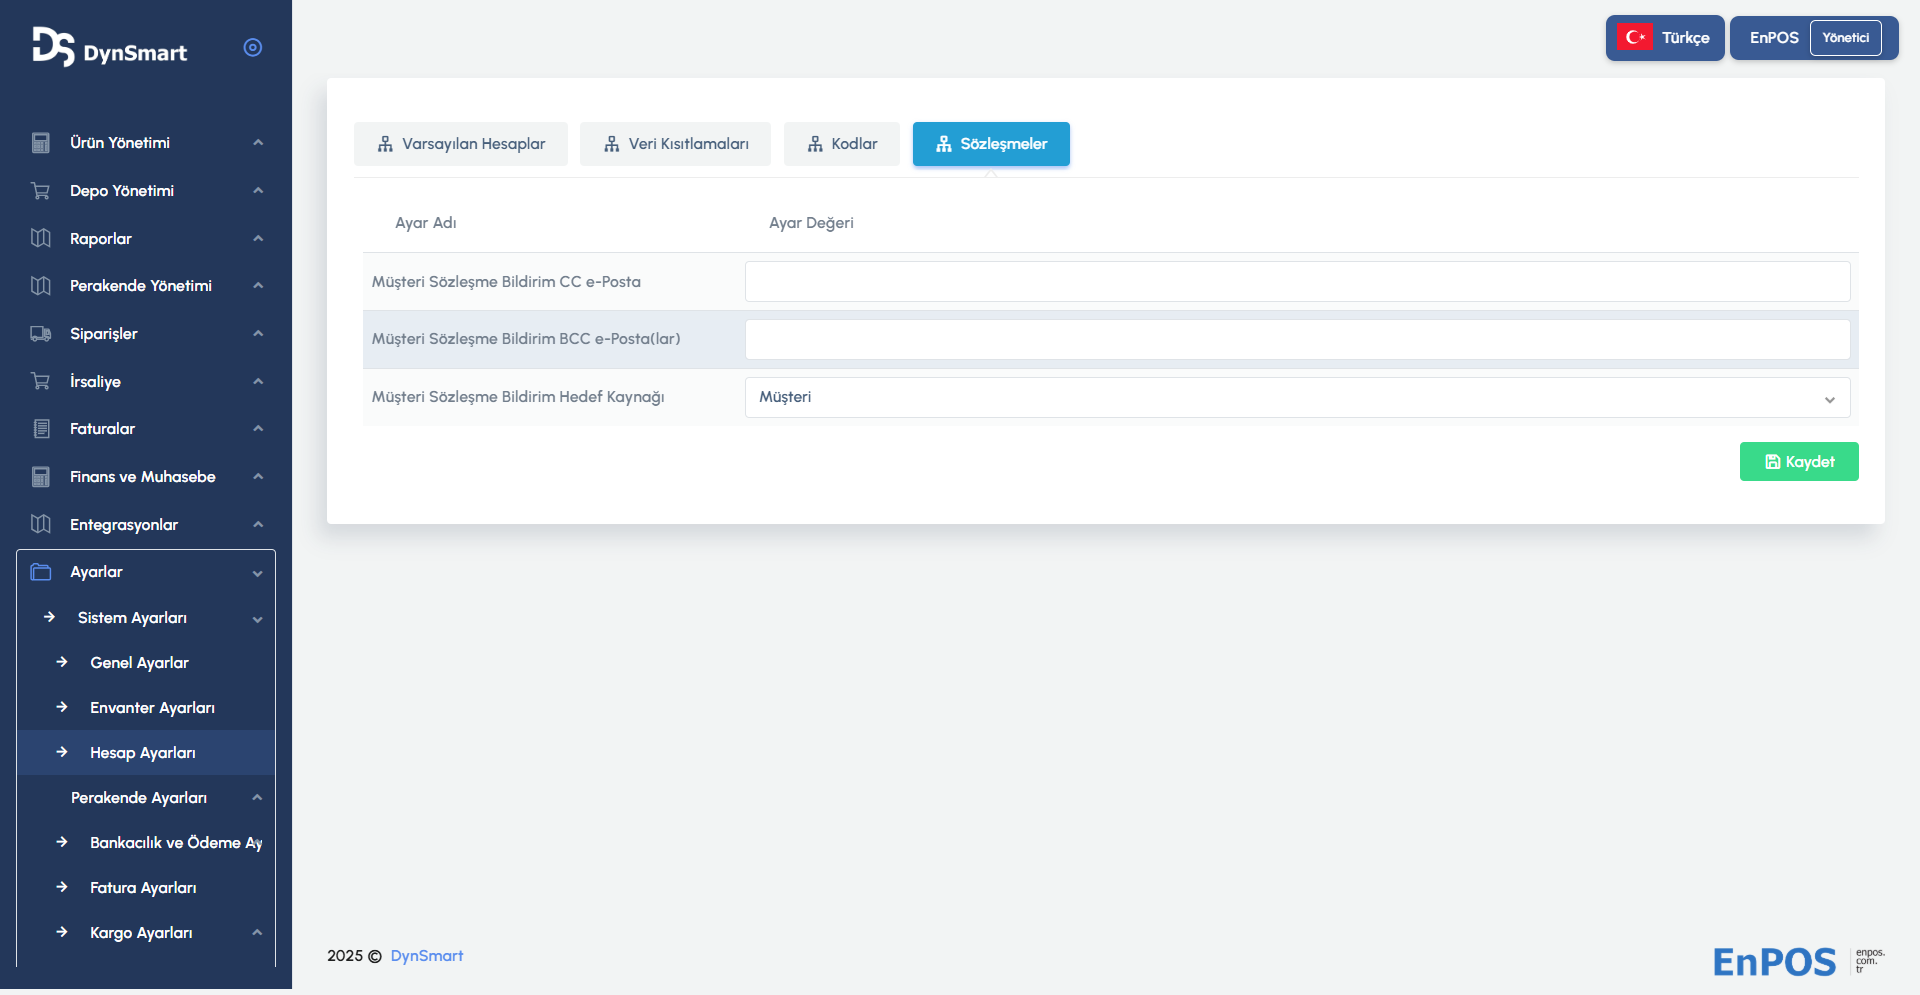 DS DynSmart
Türkçe
EnPOS Yönetici
Ürün Yönetimi
Depo Yönetimi
Raporlar
Perakende Yönetimi
Siparişler
İrsaliye
Faturalar
Finans ve Muhasebe
Entegrasyonlar
Ayarlar
Sistem Ayarları
Genel Ayarlar
Envanter Ayarları
Hesap Ayarları
Perakende Ayarları
Bankacılık ve Ödeme Ay
Fatura Ayarları
Kargo Ayarları
Varsayılan Hesaplar
Veri Kısıtlamaları
Kodlar
Sözleşmeler
Ayar Adı Ayar Değeri
Müşteri Sözleşme Bildirim CC e-Posta
Müşteri Sözleşme Bildirim BCC e-Posta(lar)
Müşteri Sözleşme Bildirim Hedef Kaynağı Müşteri
Kaydet
2025 © DynSmart
EnPOS
enpos.
com.
tr